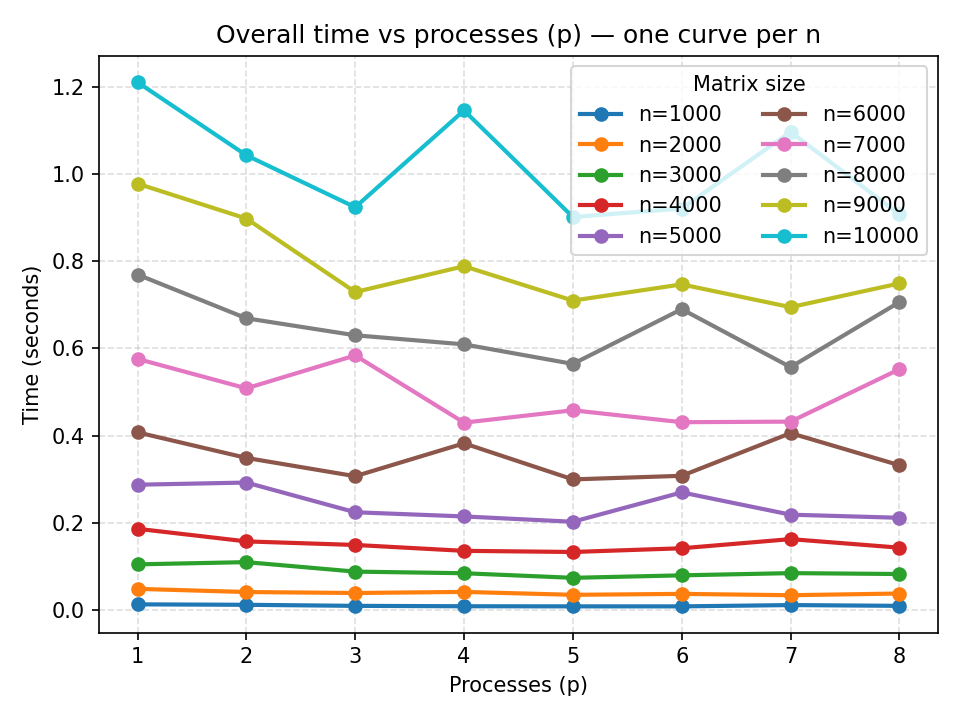 Overall time vs processes (p) — one curve per n
Time (seconds)
1.2
1.0
0.8
0.6
0.4
0.2
0.0
Matrix size
n=1000 n=6000
n=2000 n=7000
n=3000 n=8000
n=4000 n=9000
n=5000 n=10000
1 2 3 4 5 6 7 8
Processes (p)